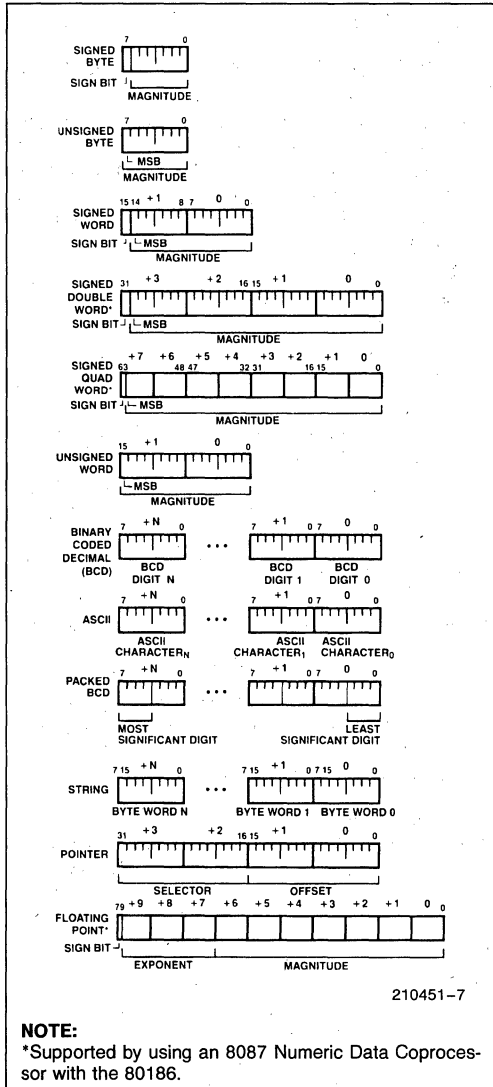 7 0
SIGNED
BYTE
SIGN BIT
MAGNITUDE
7 0
UNSIGNED
BYTE
MSB
MAGNITUDE
15 14 +1 8 7 0 0
SIGNED
WORD
SIGN BIT MSB
MAGNITUDE
31 +3 +2 16 15 +1 0 0
SIGNED
DOUBLE
WORD*
SIGN BIT MSB
MAGNITUDE
+7 +6 +5 +4 +3 +2 +1 0
63 48 47 32 31 16 15 0
SIGNED
QUAD
WORD*
SIGN BIT MSB
MAGNITUDE
15 +1 0 0
UNSIGNED
WORD
MSB
MAGNITUDE
7 +N 0 7 +1 0 7 0 0
BINARY
CODED
DECIMAL
(BCD)
• • •
BCD DIGIT N BCD DIGIT 1 BCD DIGIT 0
7 +N 0 7 +1 0 7 0 0
ASCII • • •
ASCII CHARACTERN ASCII CHARACTER1 ASCII CHARACTER0
7 +N 0 7 +1 0 7 0 0
PACKED
BCD
• • •
MOST LEAST
SIGNIFICANT DIGIT SIGNIFICANT DIGIT
7 15 +N 0 7 15 +1 0 7 15 0 0
STRING • • •
BYTE WORD N BYTE WORD 1 BYTE WORD 0
31 +3 +2 16 15 +1 0 0
POINTER
SELECTOR OFFSET
79 +9 +8 +7 +6 +5 +4 +3 +2 +1 0 0
FLOATING
POINT*
SIGN BIT
EXPONENT MAGNITUDE
210451-7
NOTE:
*Supported by using an 8087 Numeric Data Coproces-
sor with the 80186.